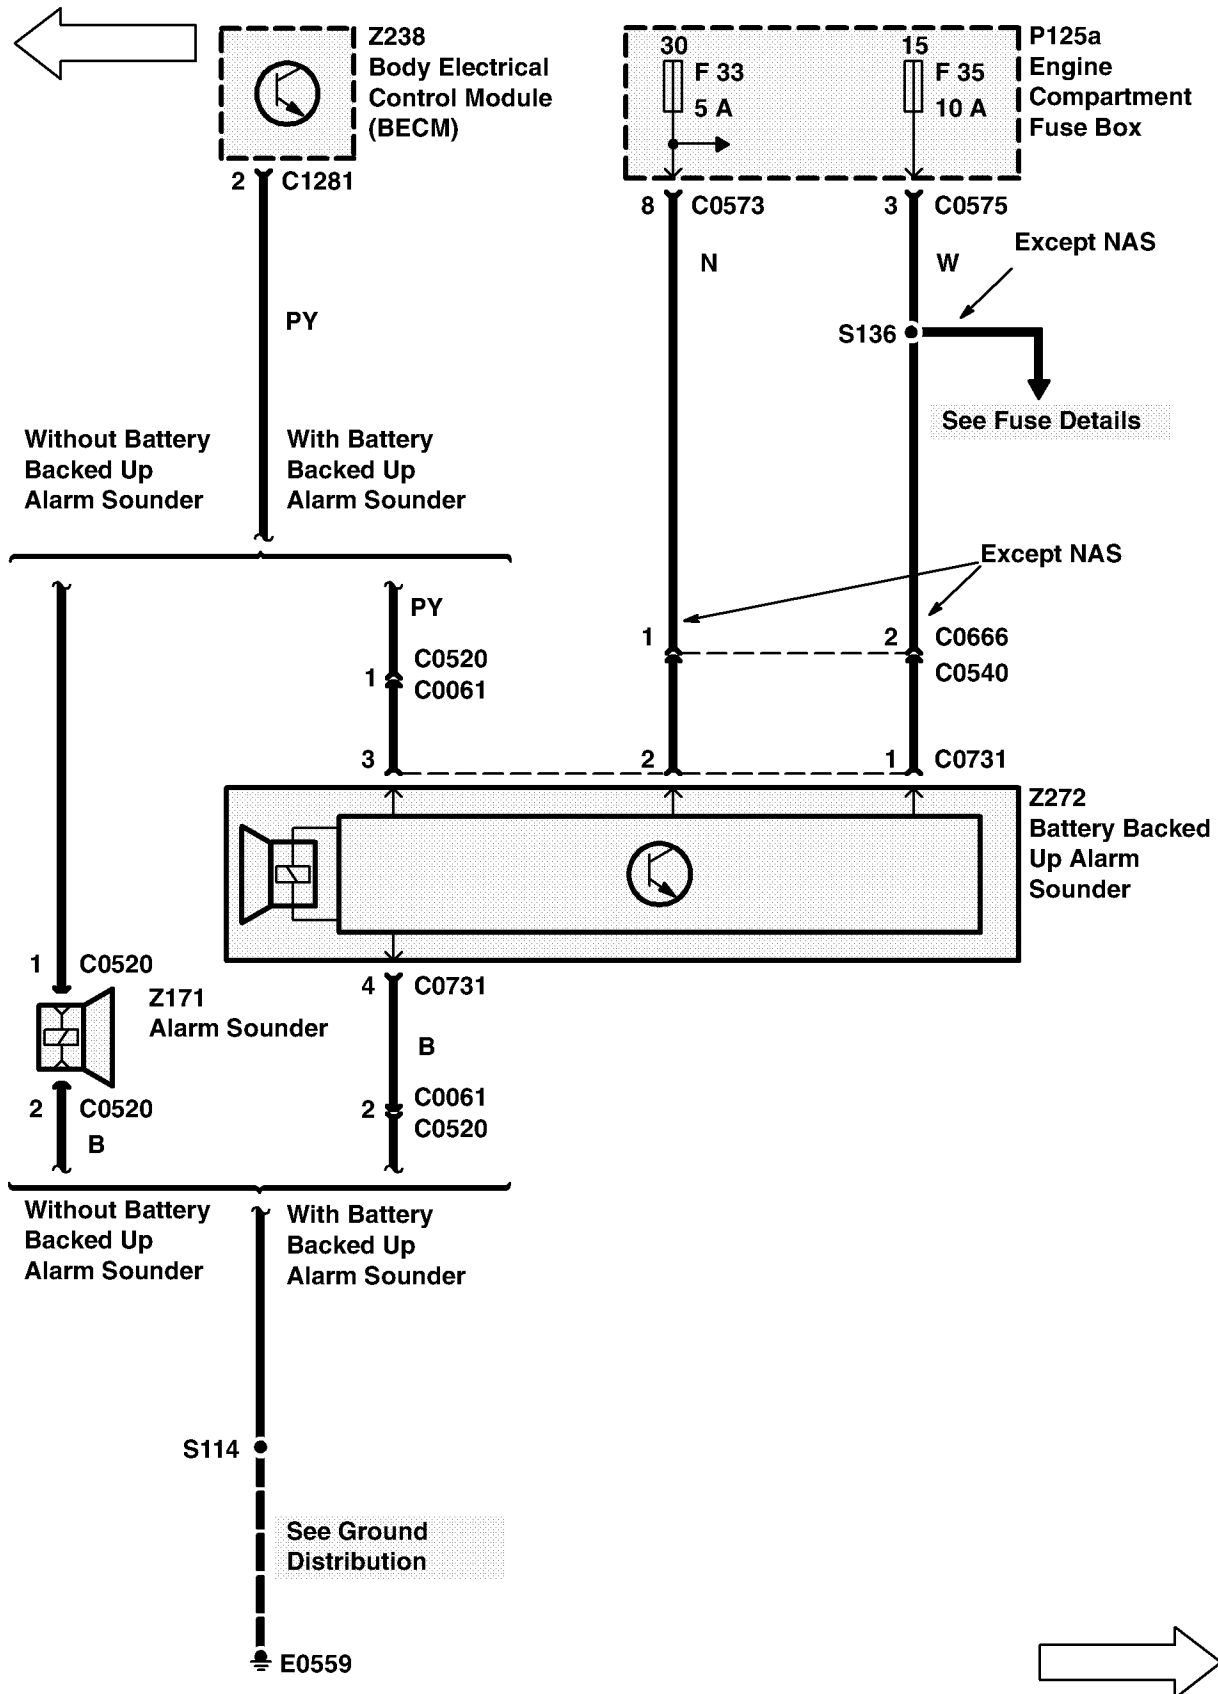 Z238
Body Electrical
Control Module
(BECM)
30
F 33
5 A
15
F 35
10 A
P125a
Engine
Compartment
Fuse Box
2 C1281
8 C0573
3 C0575
Except NAS
N
W
PY
S136
See Fuse Details
Without Battery
Backed Up
Alarm Sounder
With Battery
Backed Up
Alarm Sounder
Except NAS
PY
1
2 C0666
C0540
1 C0520
C0061
3
2
1 C0731
Z272
Battery Backed
Up Alarm
Sounder
1 C0520
Z171
Alarm Sounder
4 C0731
B
2 C0520
B
2 C0061
C0520
Without Battery
Backed Up
Alarm Sounder
With Battery
Backed Up
Alarm Sounder
S114
See Ground
Distribution
E0559